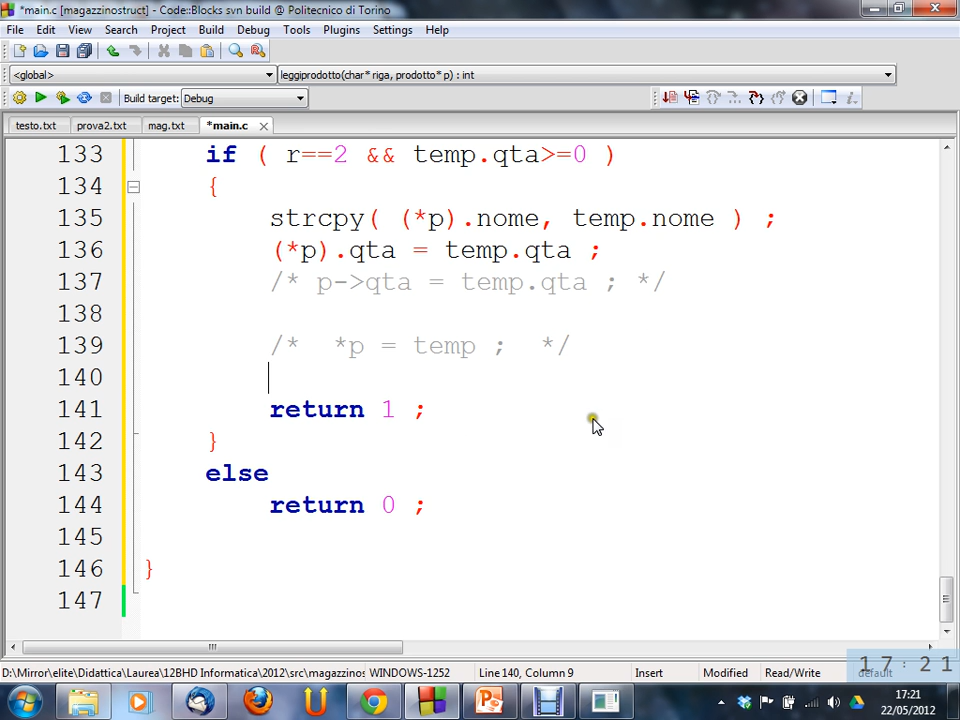 *main.c [magazzinostruct] - Code::Blocks svn build @ Politecnico di Torino
File Edit View Search Project Build Debug Tools Plugins Settings Help
<global> leggiprodotto(char* riga, prodotto* p) : int
Build target: Debug
testo.txt prova2.txt mag.txt *main.c
133 if ( r==2 && temp.qta>=0 )
134 {
135 strcpy( (*p).nome, temp.nome ) ;
136 (*p).qta = temp.qta ;
137 /* p->qta = temp.qta ; */
138
139 /* *p = temp ; */
140
141 return 1 ;
142 }
143 else
144 return 0 ;
145
146 }
147
D:\Mirror\elite\Didattica\Laurea\12BHD Informatica\2012\src\magazzinos WINDOWS-1252 Line 140, Column 9 Insert Modified Read/Write default
17:21
17:21
22/05/2012